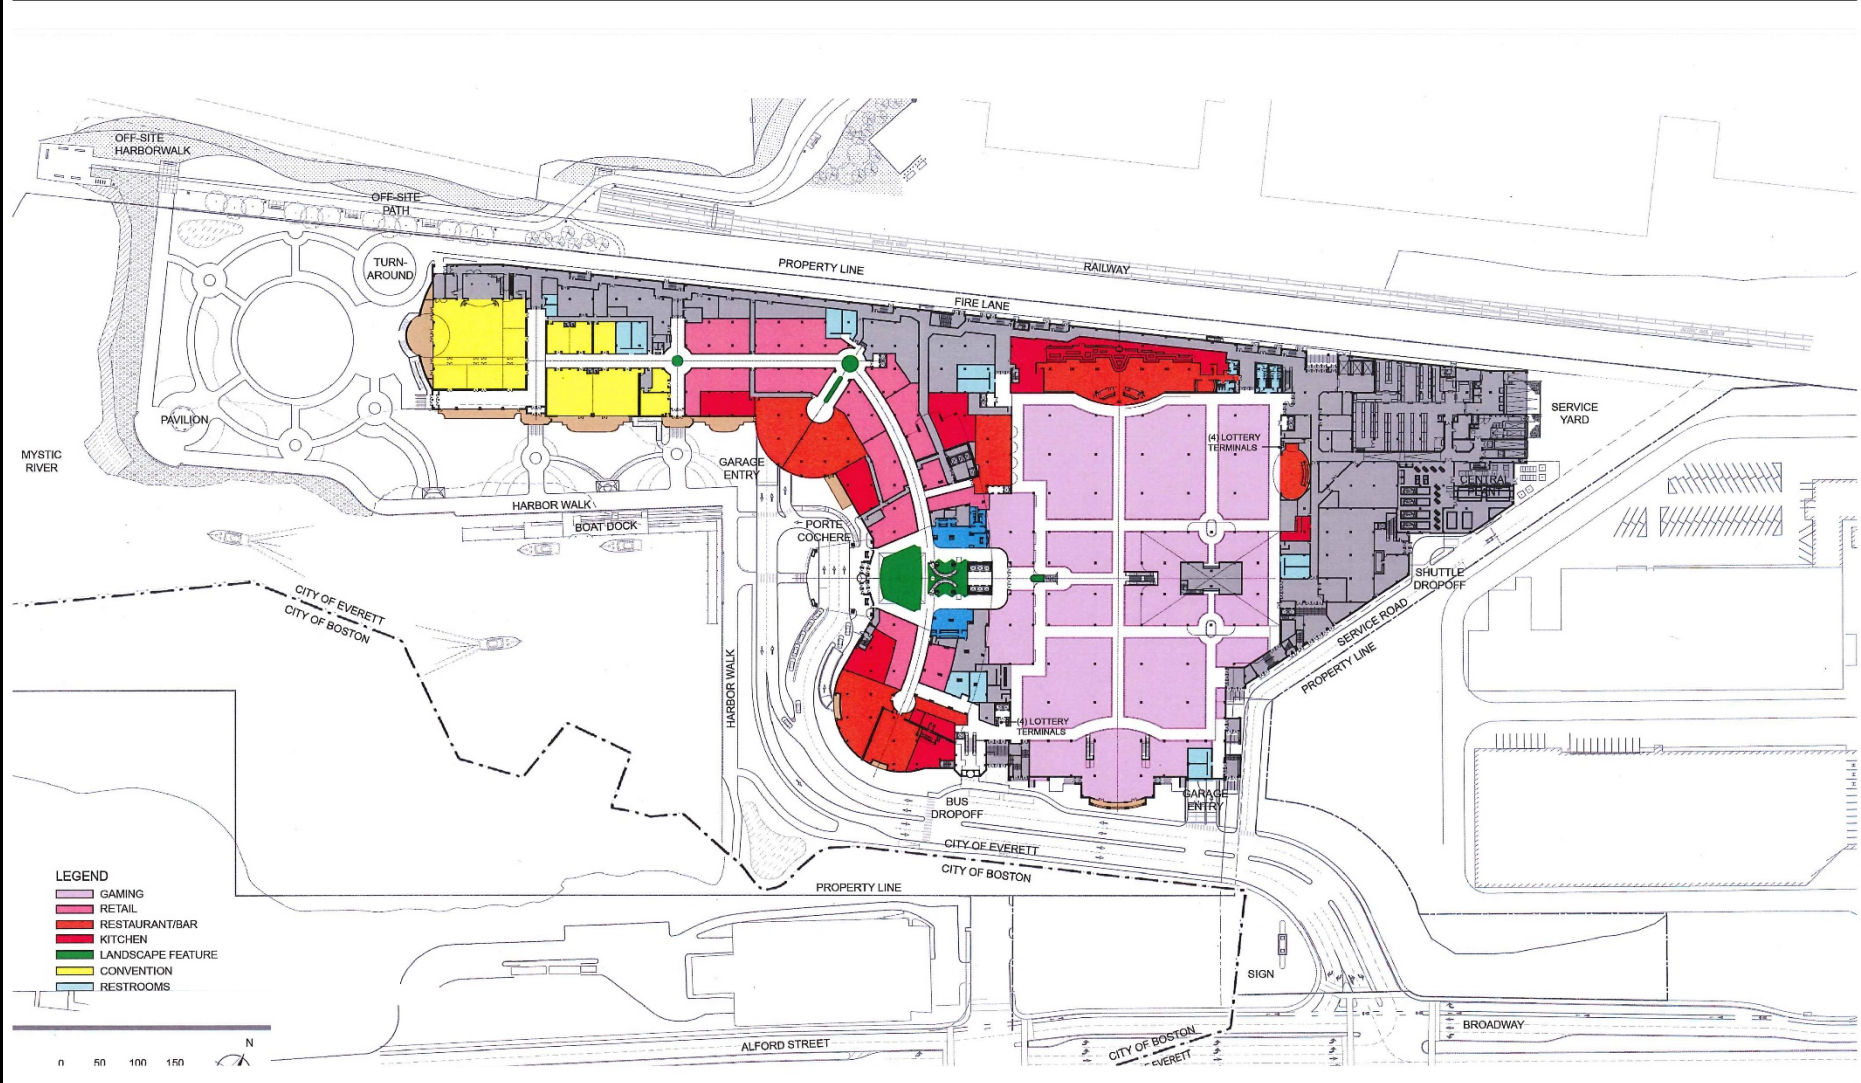 OFF-SITE
HARBORWALK
OFF-SITE
PATH
TURN-
AROUND
PROPERTY LINE
RAILWAY
FIRE LANE
PAVILION
SERVICE
YARD
MYSTIC
RIVER
(4) LOTTERY
TERMINALS
GARAGE
ENTRY
CENTRAL
PLANT
HARBOR WALK
BOAT DOCK
PORTE
COCHERE
SHUTTLE
DROPOFF
CITY OF EVERETT
CITY OF BOSTON
SERVICE ROAD
PROPERTY LINE
HARBOR WALK
(4) LOTTERY
TERMINALS
GARAGE
ENTRY
BUS
DROPOFF
CITY OF EVERETT
CITY OF BOSTON
PROPERTY LINE
LEGEND
GAMING
RETAIL
RESTAURANT/BAR
KITCHEN
LANDSCAPE FEATURE
CONVENTION
RESTROOMS
SIGN
BROADWAY
ALFORD STREET
CITY OF BOSTON
EVERETT
N
0 50 100 150